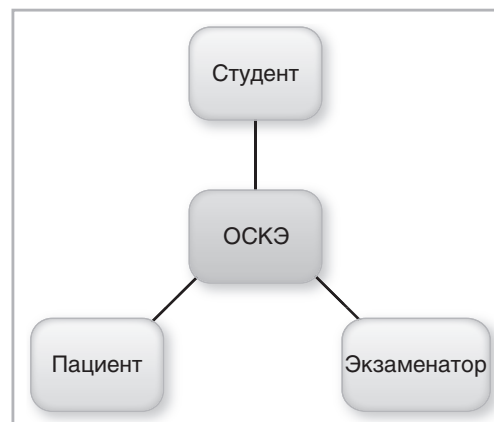 Студент
ОСКЭ
Пациент
Экзаменатор